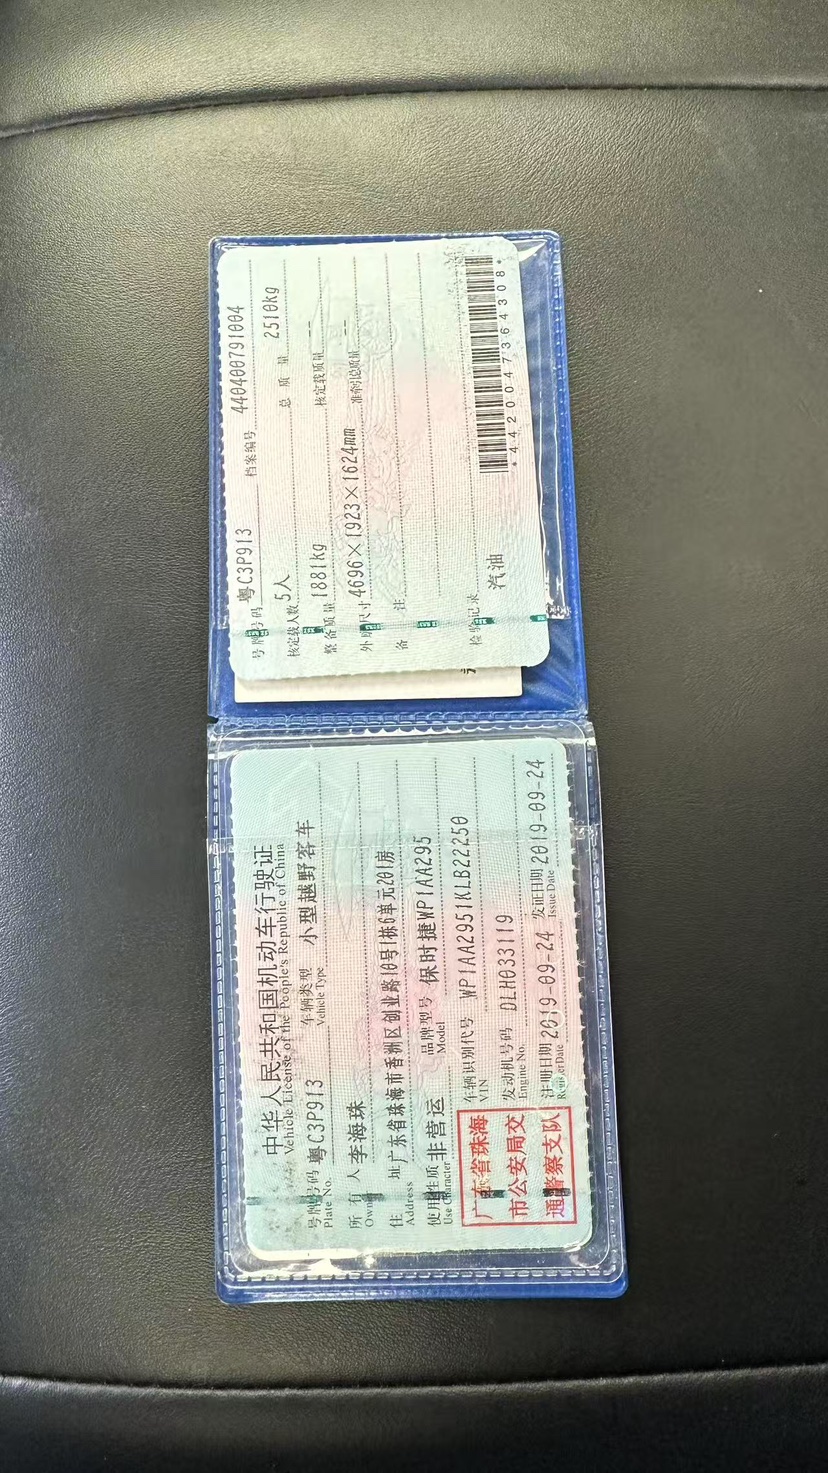 中华人民共和国机动车行驶证
Vehicle License of the People's Republic of China
号牌号码 粤C3P913 车辆类型 小型越野客车
Plate No. Vehicle Type
所有人 李海珠
Owner
住址 广东省珠海市香洲区创业路10号1栋6单元201房
Address
使用性质 非营运 品牌型号 保时捷WP1AA295
Use Character Model
广东省珠海
市公安局交
通警察支队
车辆识别代号 WP1AA2951KLB22250
VIN
发动机号码 DLH033119
Engine No.
注册日期 2019-09-24 发证日期 2019-09-24
Register Date Issue Date
号牌号码 粤C3P913 档案编号 440400791004
核定载人数 5人 总质量 2510kg
整备质量 1881kg 核定载质量 --
外廓尺寸 4696×1923×1624mm 准牵引总质量 --
备注
检验记录 汽油
*4420047364308*